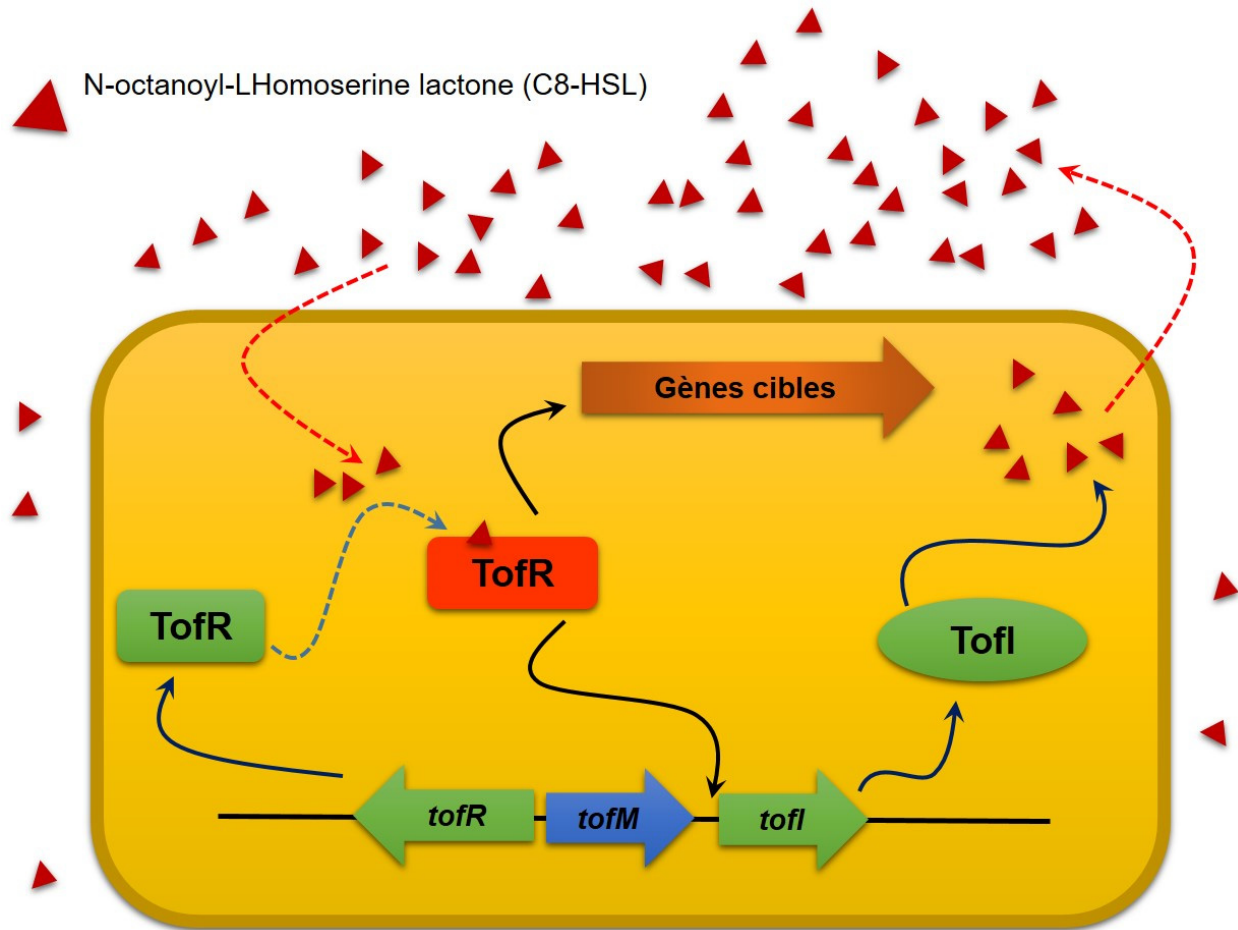 N-octanoyl-LHomoserine lactone (C8-HSL)
Gènes cibles
TofR
TofR
TofI
tofR
tofM
tofI